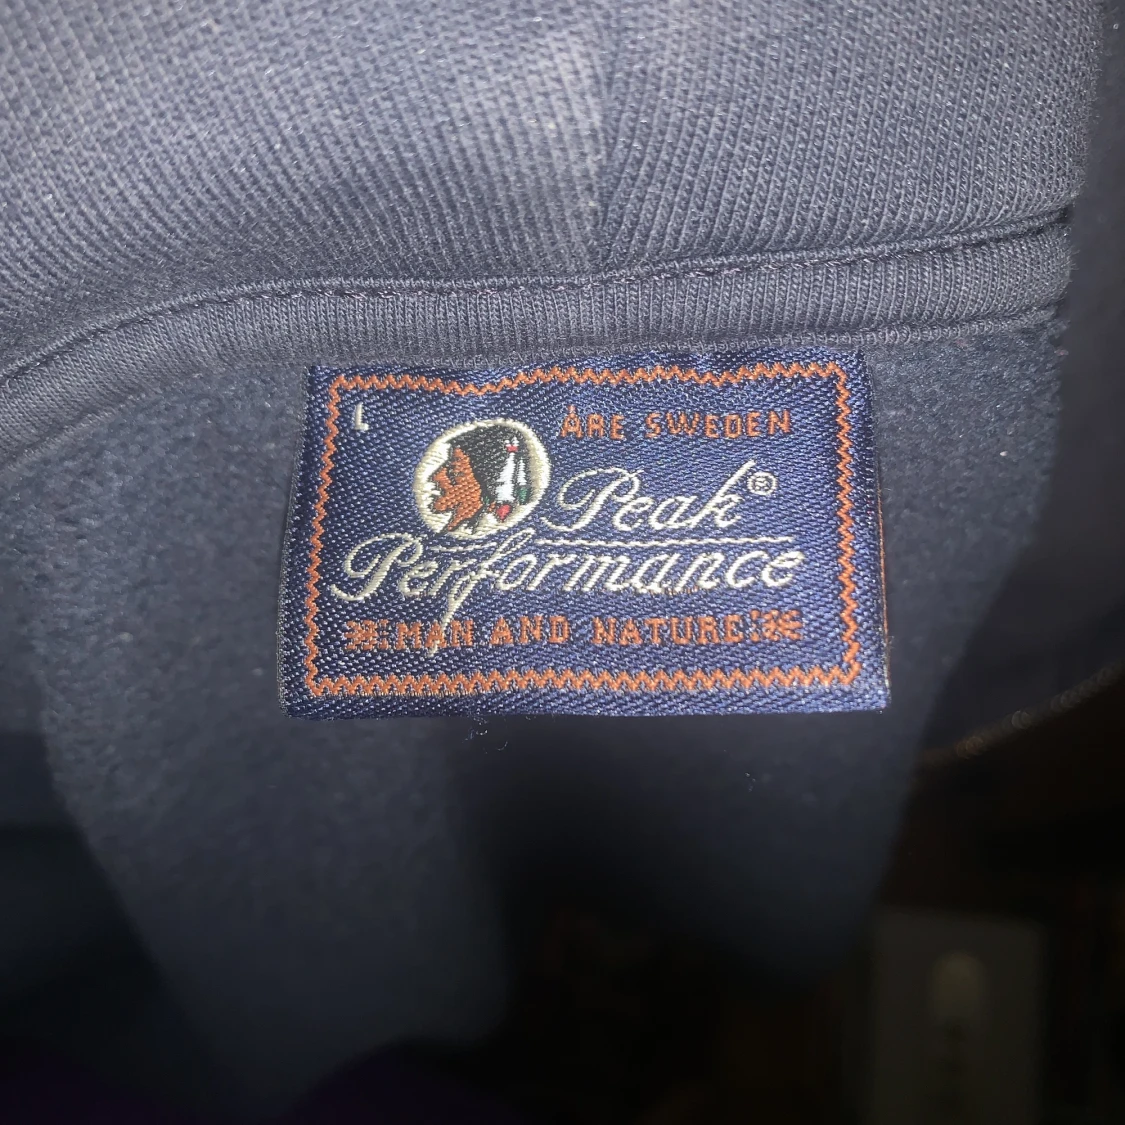 L
ÅRE SWEDEN
Peak®
Performance
MAN AND NATURE